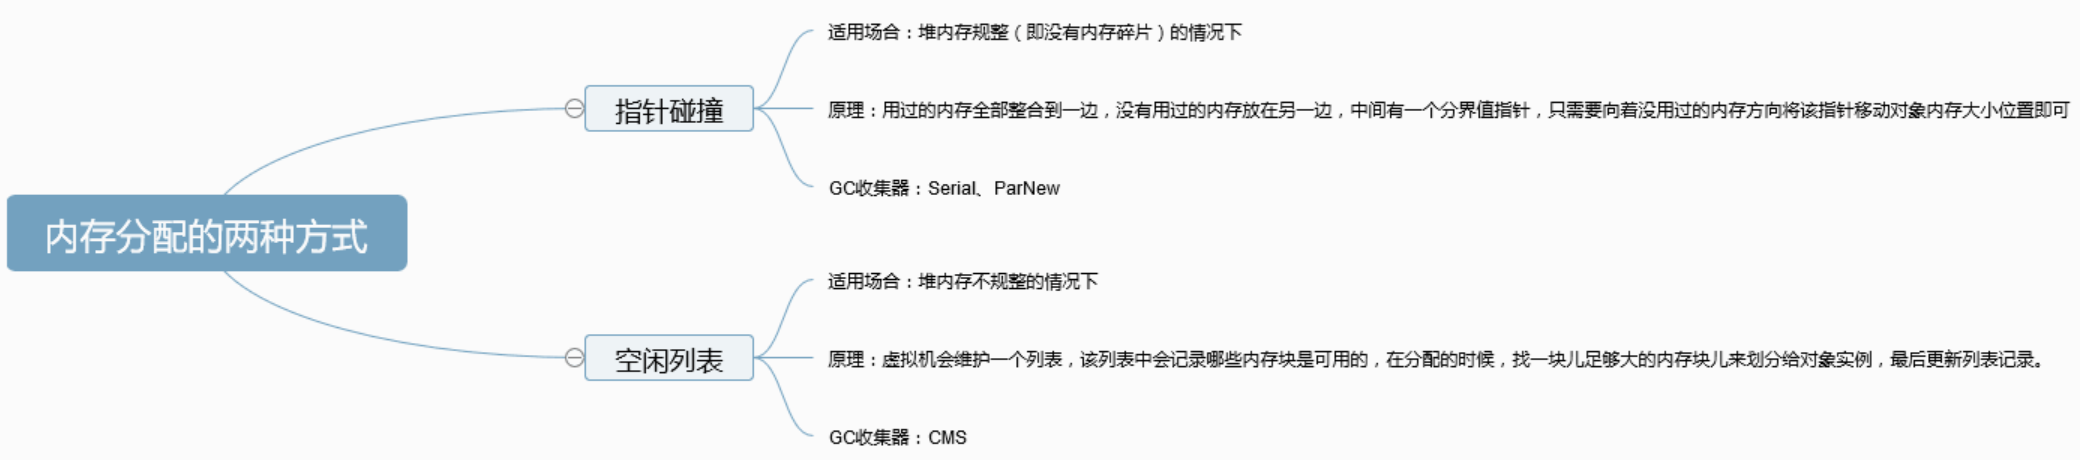 内存分配的两种方式
指针碰撞
适用场合：堆内存规整（即没有内存碎片）的情况下
原理：用过的内存全部整合到一边，没有用过的内存放在另一边，中间有一个分界值指针，只需要向着没用过的内存方向将该指针移动对象内存大小位置即可
GC收集器：Serial、ParNew
空闲列表
适用场合：堆内存不规整的情况下
原理：虚拟机会维护一个列表，该列表中会记录哪些内存块是可用的，在分配的时候，找一块儿足够大的内存块儿来划分给对象实例，最后更新列表记录。
GC收集器：CMS